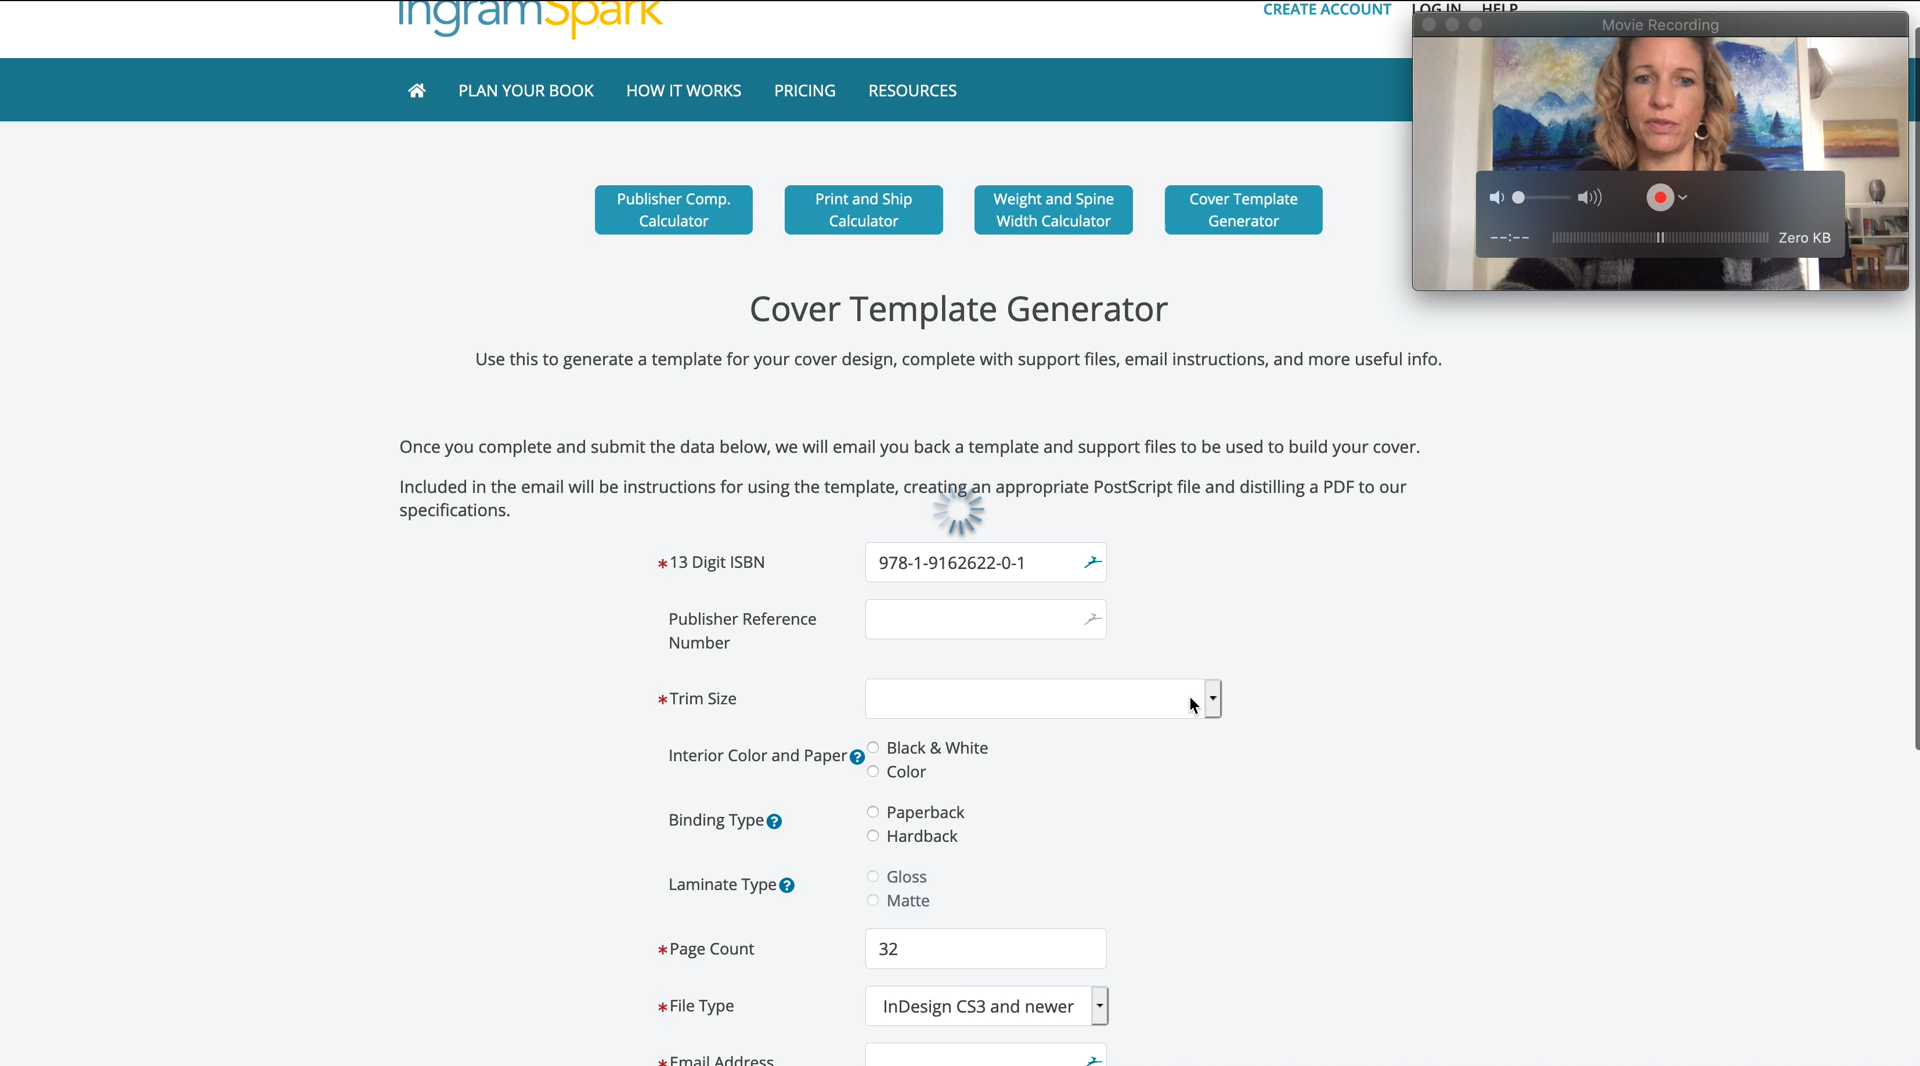 IngramSpark
CREATE ACCOUNT LOG IN HELP
Movie Recording
PLAN YOUR BOOK HOW IT WORKS PRICING RESOURCES
Publisher Comp.
Calculator
Print and Ship
Calculator
Weight and Spine
Width Calculator
Cover Template
Generator
--:-- Zero KB
Cover Template Generator
Use this to generate a template for your cover design, complete with support files, email instructions, and more useful info.
Once you complete and submit the data below, we will email you back a template and support files to be used to build your cover.
Included in the email will be instructions for using the template, creating an appropriate PostScript file and distilling a PDF to our
specifications.
*13 Digit ISBN 978-1-9162622-0-1
Publisher Reference
Number
*Trim Size
Interior Color and Paper ? Black & White
Color
Binding Type ? Paperback
Hardback
Laminate Type ? Gloss
Matte
*Page Count 32
*File Type InDesign CS3 and newer
*Email Address